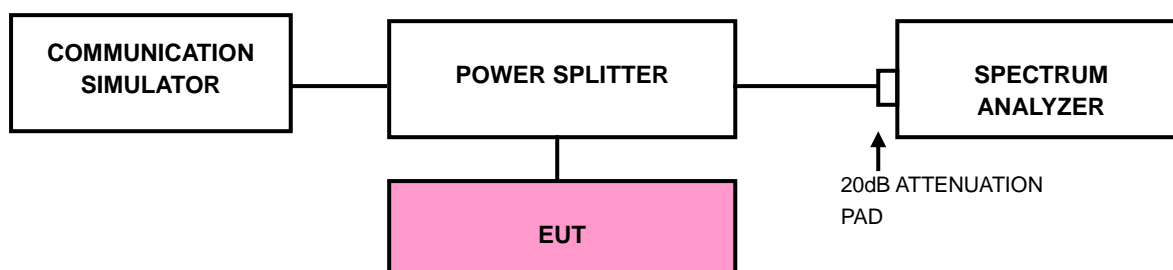 COMMUNICATION
SIMULATOR
POWER SPLITTER
SPECTRUM
ANALYZER
20dB ATTENUATION
PAD
EUT